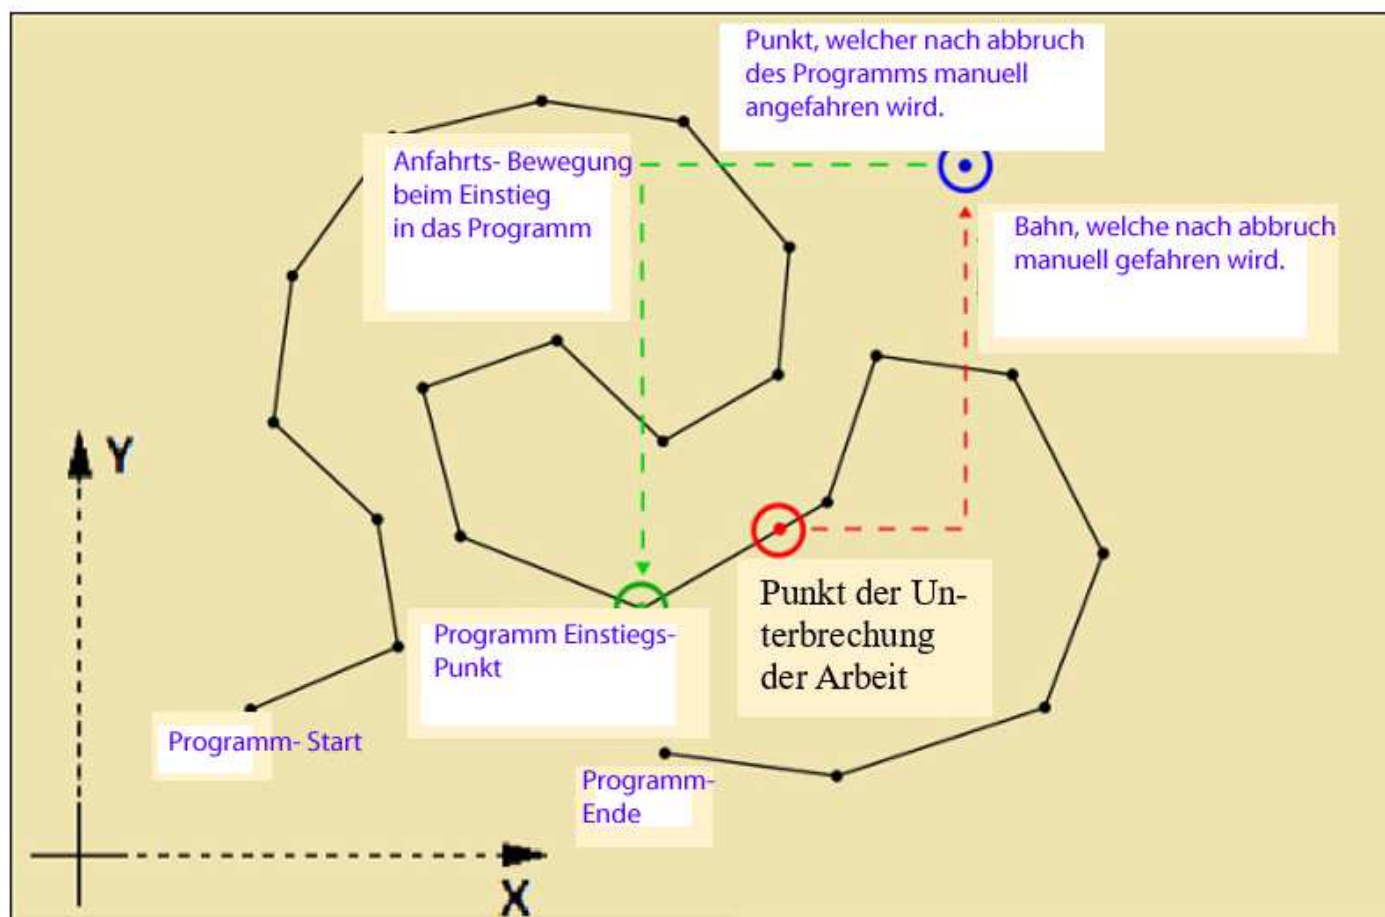 Punkt, welcher nach abbruch
des Programms manuell
angefahren wird.
Anfahrts- Bewegung
beim Einstieg
in das Programm
Bahn, welche nach abbruch
manuell gefahren wird.
Y
Punkt der Un-
terbrechung
der Arbeit
Programm Einstiegs-
Punkt
Programm- Start
Programm-
Ende
X